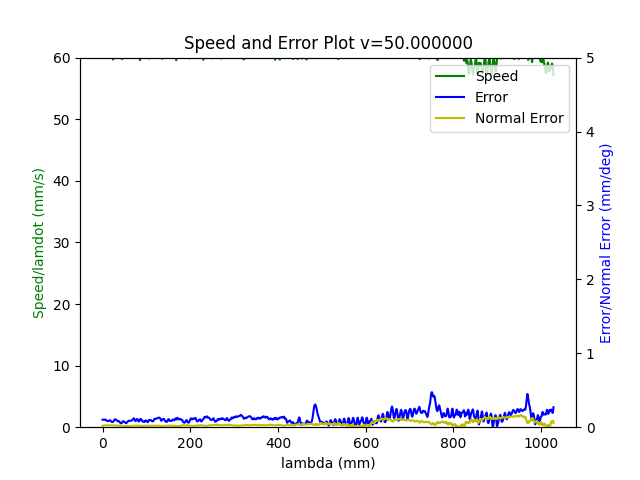 Speed and Error Plot v=50.000000
Speed
Error
Normal Error
Speed/lamdot (mm/s)
60
50
40
30
20
10
0
Error/Normal Error (mm/deg)
5
4
3
2
1
0
0 200 400 600 800 1000
lambda (mm)